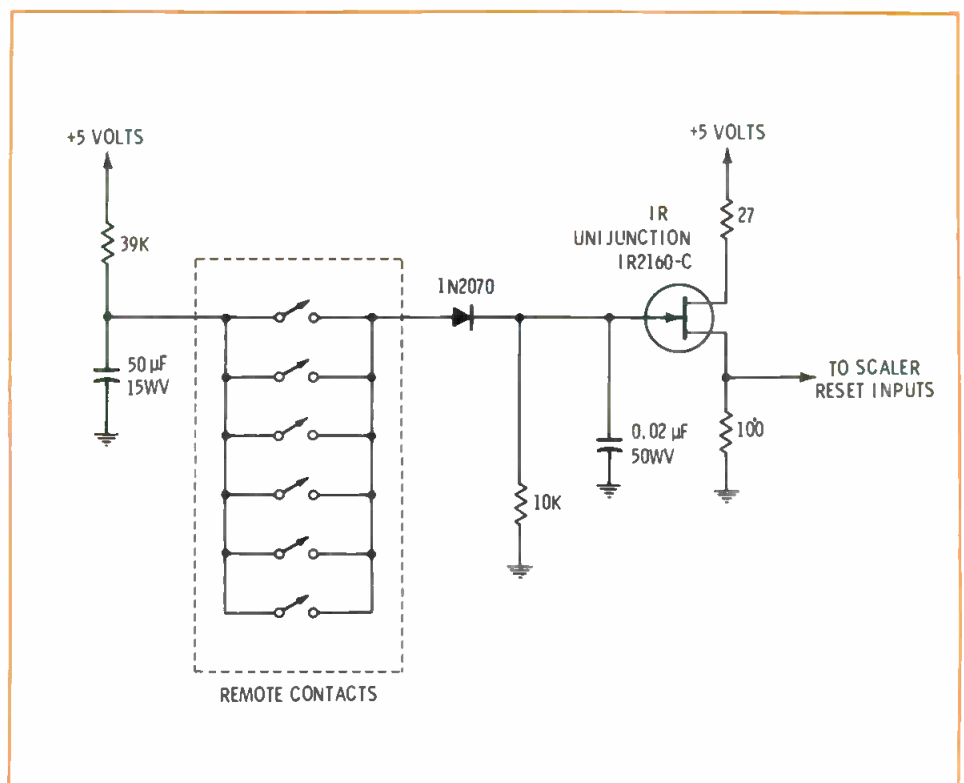 +5 VOLTS
39K
50 µF
15WV
REMOTE CONTACTS
1N2070
10K
0.02 µF
50WV
IR
UNIJUNCTION
IR2160-C
+5 VOLTS
27
TO SCALER
RESET INPUTS
100